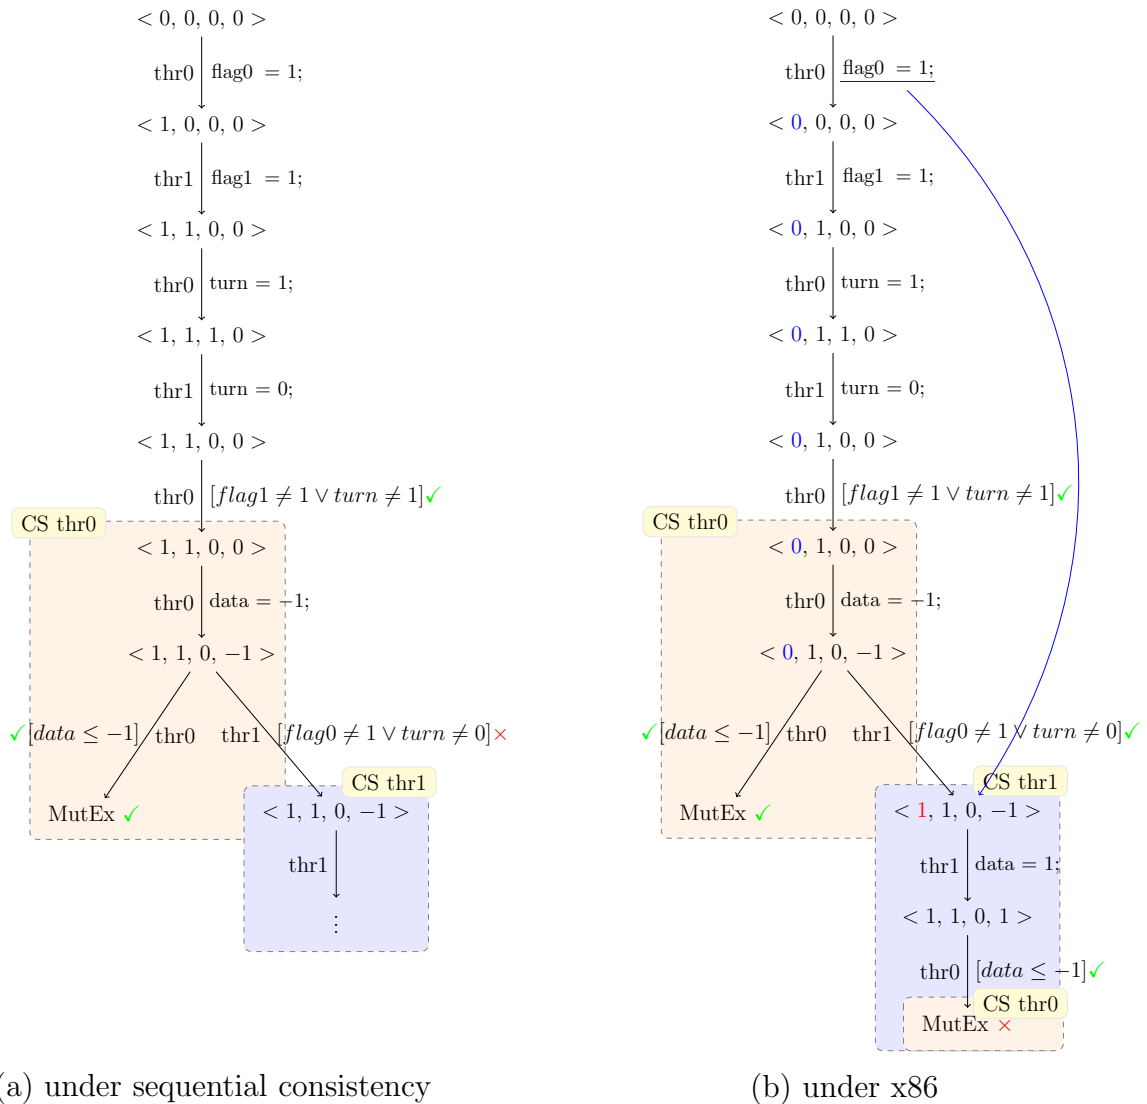 < 0, 0, 0, 0 >
thr0 flag0 = 1;
< 1, 0, 0, 0 >
thr1 flag1 = 1;
< 1, 1, 0, 0 >
thr0 turn = 1;
< 1, 1, 1, 0 >
thr1 turn = 0;
< 1, 1, 0, 0 >
thr0 [flag1 ≠ 1 ∨ turn ≠ 1]✓
CS thr0
< 1, 1, 0, 0 >
thr0 data = −1;
< 1, 1, 0, −1 >
✓[data ≤ −1] thr0 thr1 [flag0 ≠ 1 ∨ turn ≠ 0]×
CS thr1
MutEx ✓ < 1, 1, 0, −1 >
thr1
⋮
(a) under sequential consistency
< 0, 0, 0, 0 >
thr0 flag0 = 1;
< 0, 0, 0, 0 >
thr1 flag1 = 1;
< 0, 1, 0, 0 >
thr0 turn = 1;
< 0, 1, 1, 0 >
thr1 turn = 0;
< 0, 1, 0, 0 >
thr0 [flag1 ≠ 1 ∨ turn ≠ 1]✓
CS thr0
< 0, 1, 0, 0 >
thr0 data = −1;
< 0, 1, 0, −1 >
✓[data ≤ −1] thr0 thr1 [flag0 ≠ 1 ∨ turn ≠ 0]✓
CS thr1
MutEx ✓ < 1, 1, 0, −1 >
thr1 data = 1;
< 1, 1, 0, 1 >
thr0 [data ≤ −1]✓
CS thr0
MutEx ×
(b) under x86